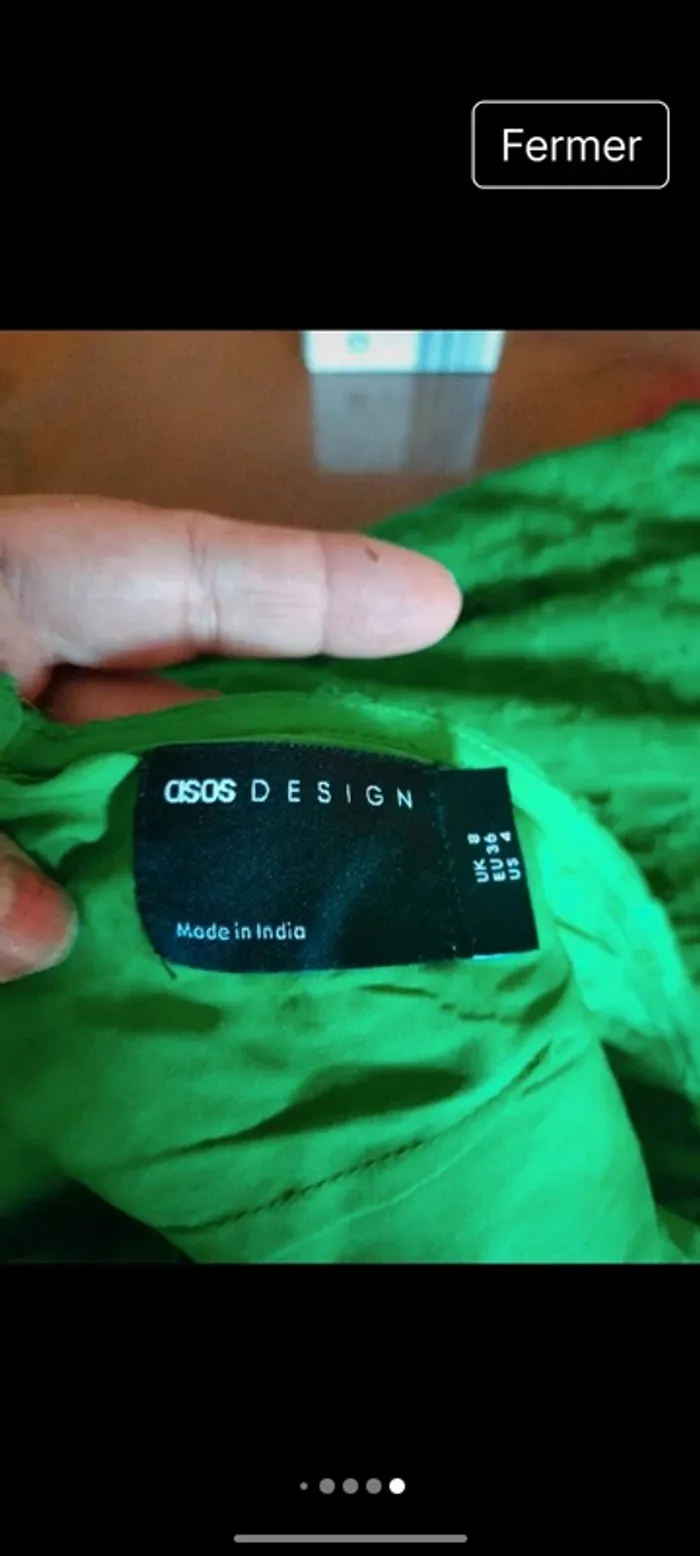 Fermer
asos DESIGN
Made in India
UK 8
EU 36
US 4